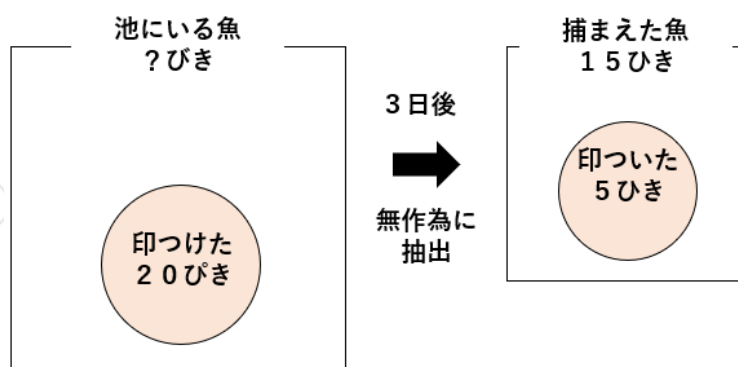 池にいる魚
？びき
印つけた
２０ぴき
３日後
無作為に
抽出
捕まえた魚
１５ひき
印ついた
５ひき